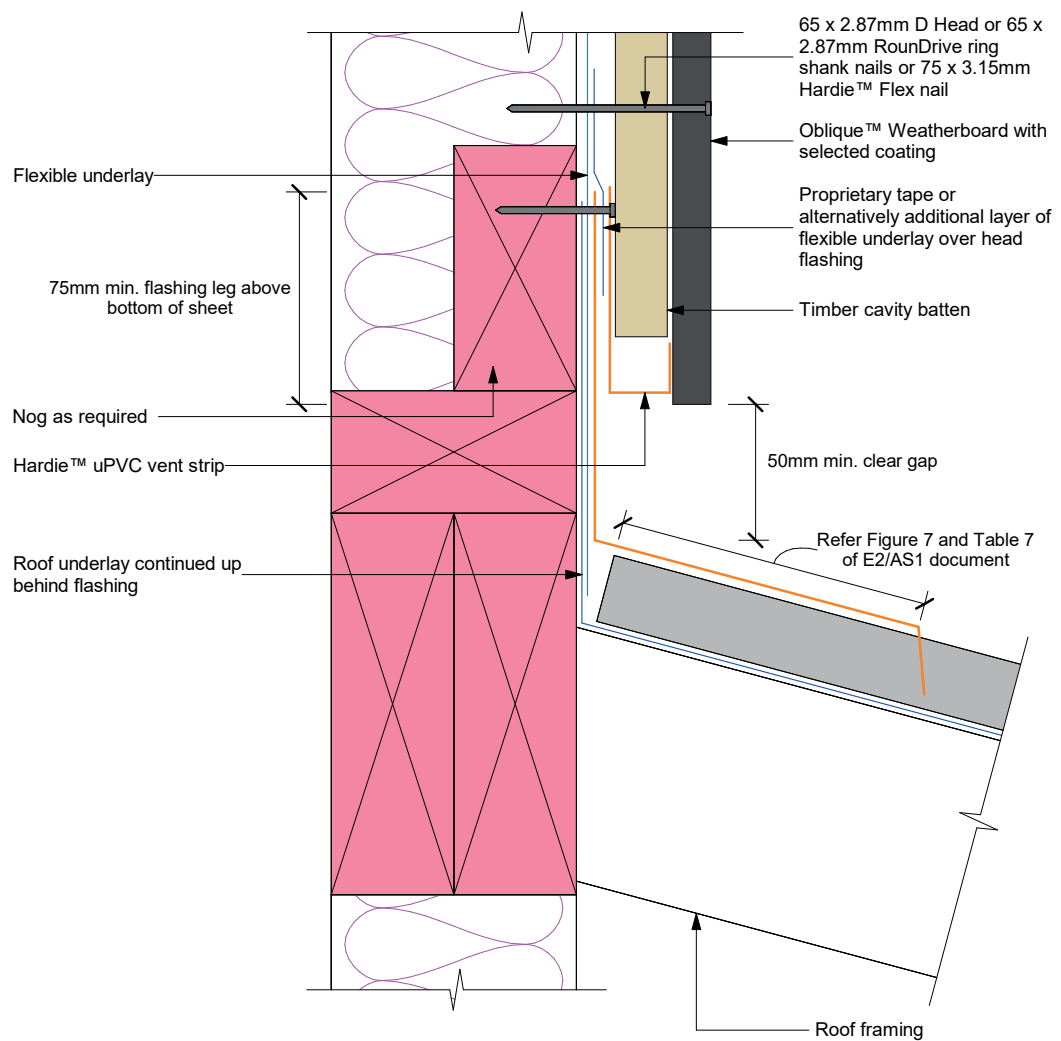 65 x 2.87mm D Head or 65 x
2.87mm RounDrive ring
shank nails or 75 x 3.15mm
Hardie™ Flex nail
Oblique™ Weatherboard with
selected coating
Flexible underlay
Proprietary tape or
alternatively additional layer of
flexible underlay over head
flashing
75mm min. flashing leg above
bottom of sheet
Timber cavity batten
Nog as required
Hardie™ uPVC vent strip
50mm min. clear gap
Refer Figure 7 and Table 7
of E2/AS1 document
Roof underlay continued up
behind flashing
Roof framing